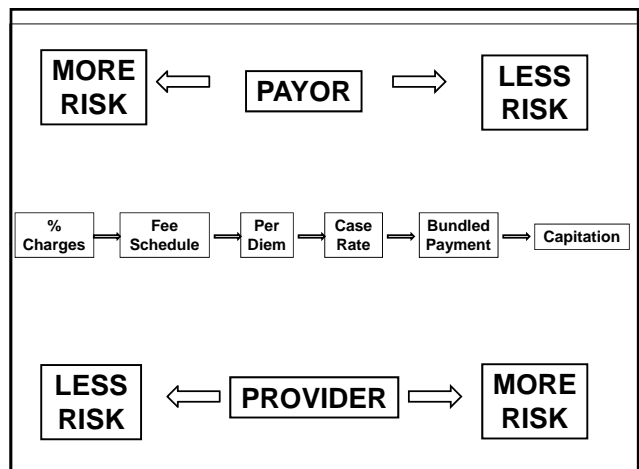 MORE
RISK
PAYOR
LESS
RISK
%
Charges
Fee
Schedule
Per
Diem
Case
Rate
Bundled
Payment
Capitation
LESS
RISK
PROVIDER
MORE
RISK